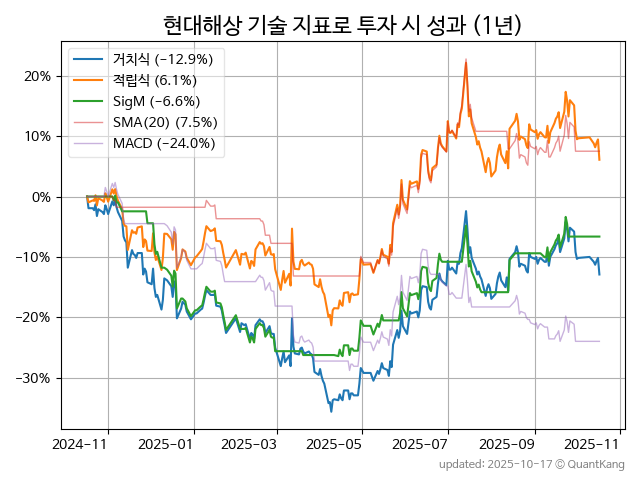 현대해상 기술 지표로 투자 시 성과 (1년)
거치식 (−12.9%)
적립식 (6.1%)
SigM (−6.6%)
SMA(20) (7.5%)
MACD (−24.0%)
20%
10%
0%
−10%
−20%
−30%
2024-11 2025-01 2025-03 2025-05 2025-07 2025-09 2025-11
updated: 2025-10-17 © QuantKang